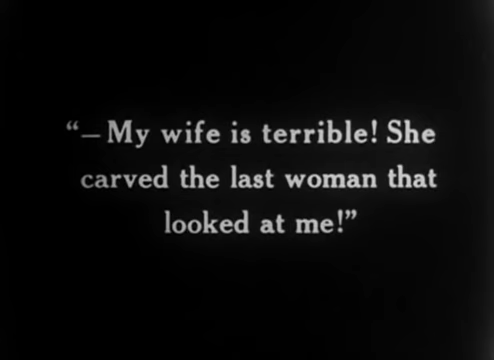 “—My wife is terrible! She
carved the last woman that
looked at me!”